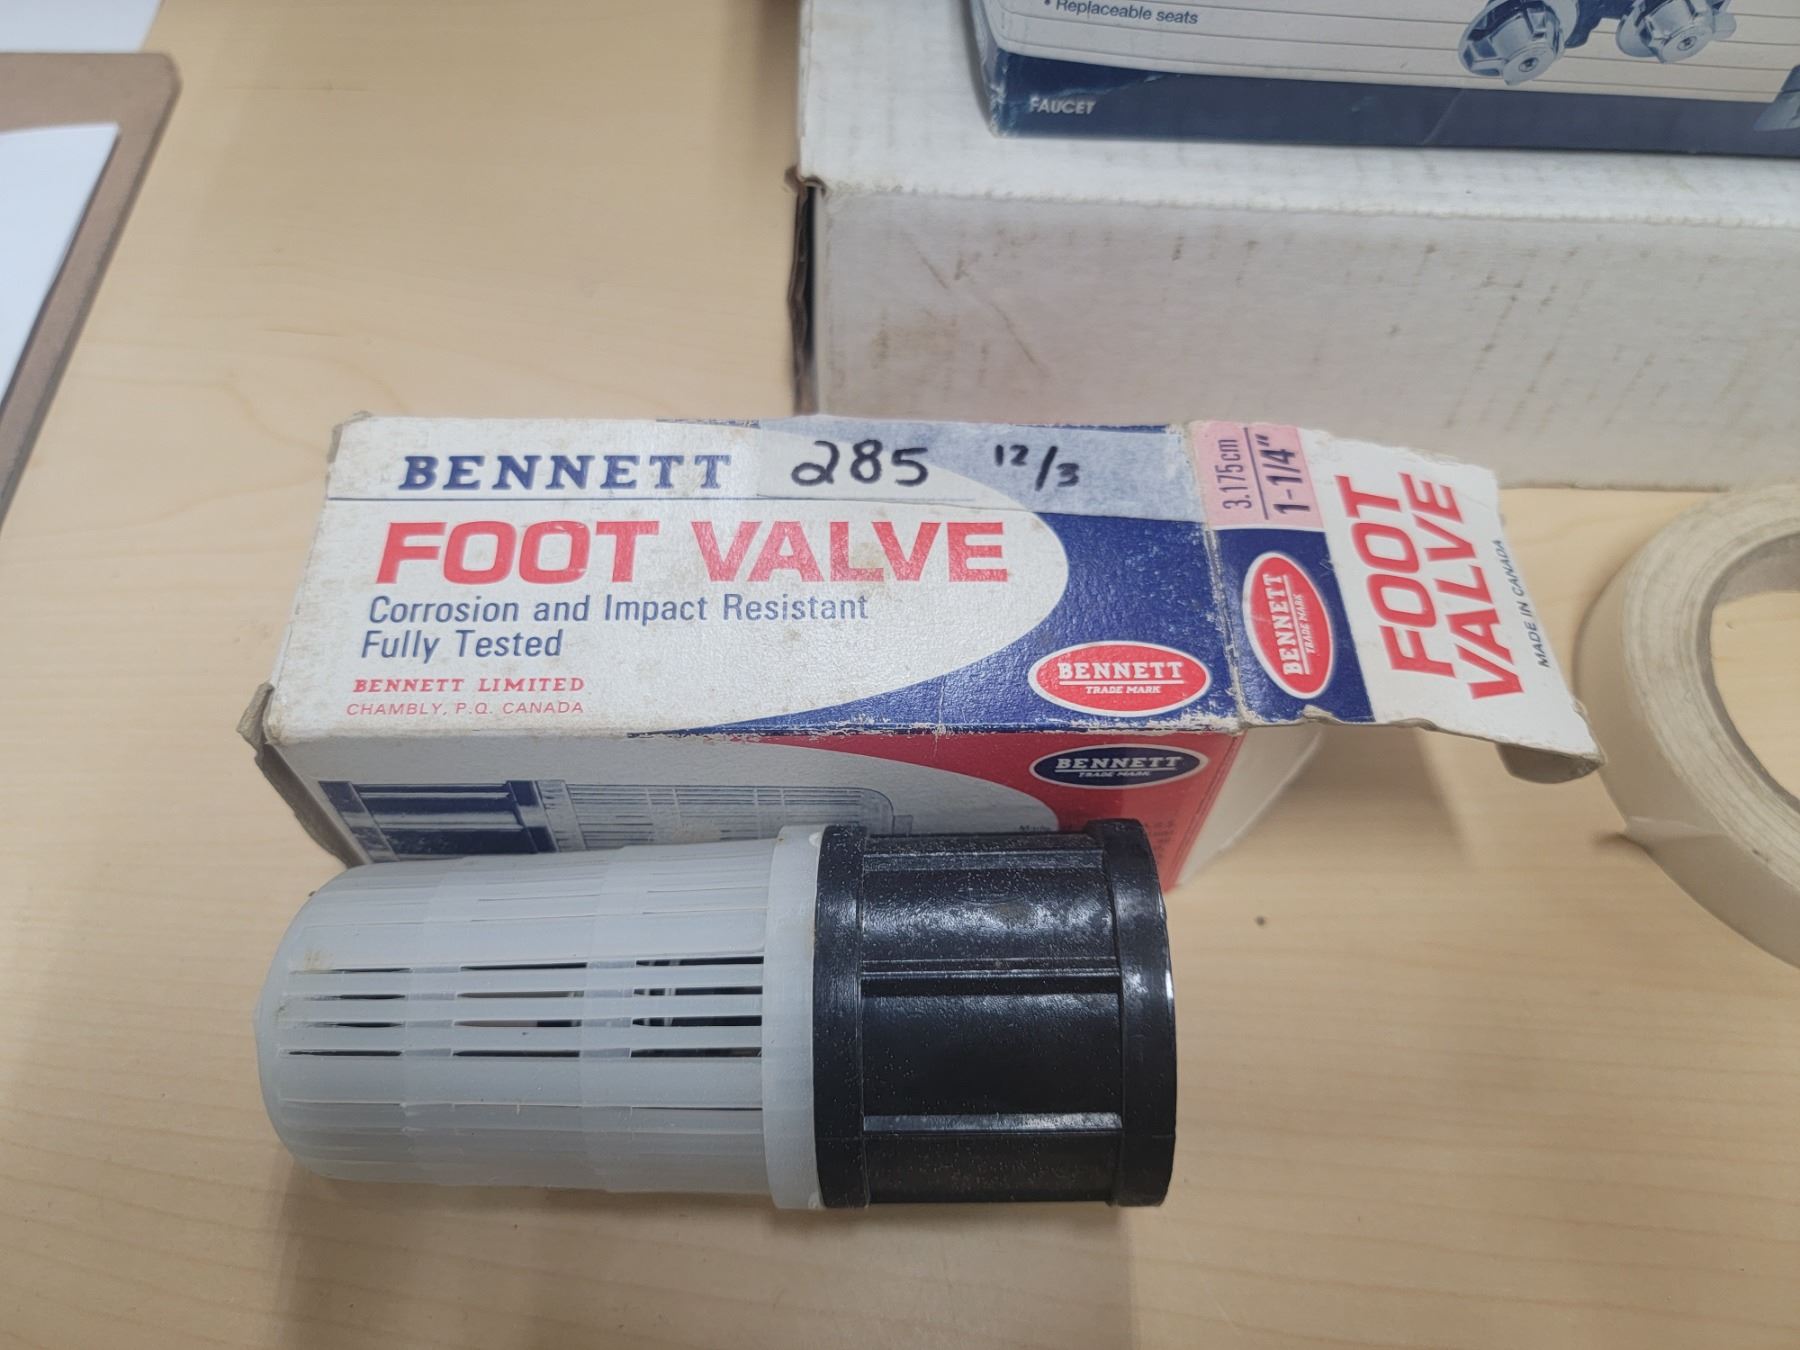 • Replaceable seats
FAUCET
BENNETT 285 12/3
FOOT VALVE
Corrosion and Impact Resistant
Fully Tested
BENNETT LIMITED
CHAMBLY, P.Q. CANADA
BENNETT
TRADE MARK
3.175cm
1-1/4"
BENNETT
TRADE MARK
FOOT
VALVE
MADE IN CANADA
BENNETT
TRADE MARK